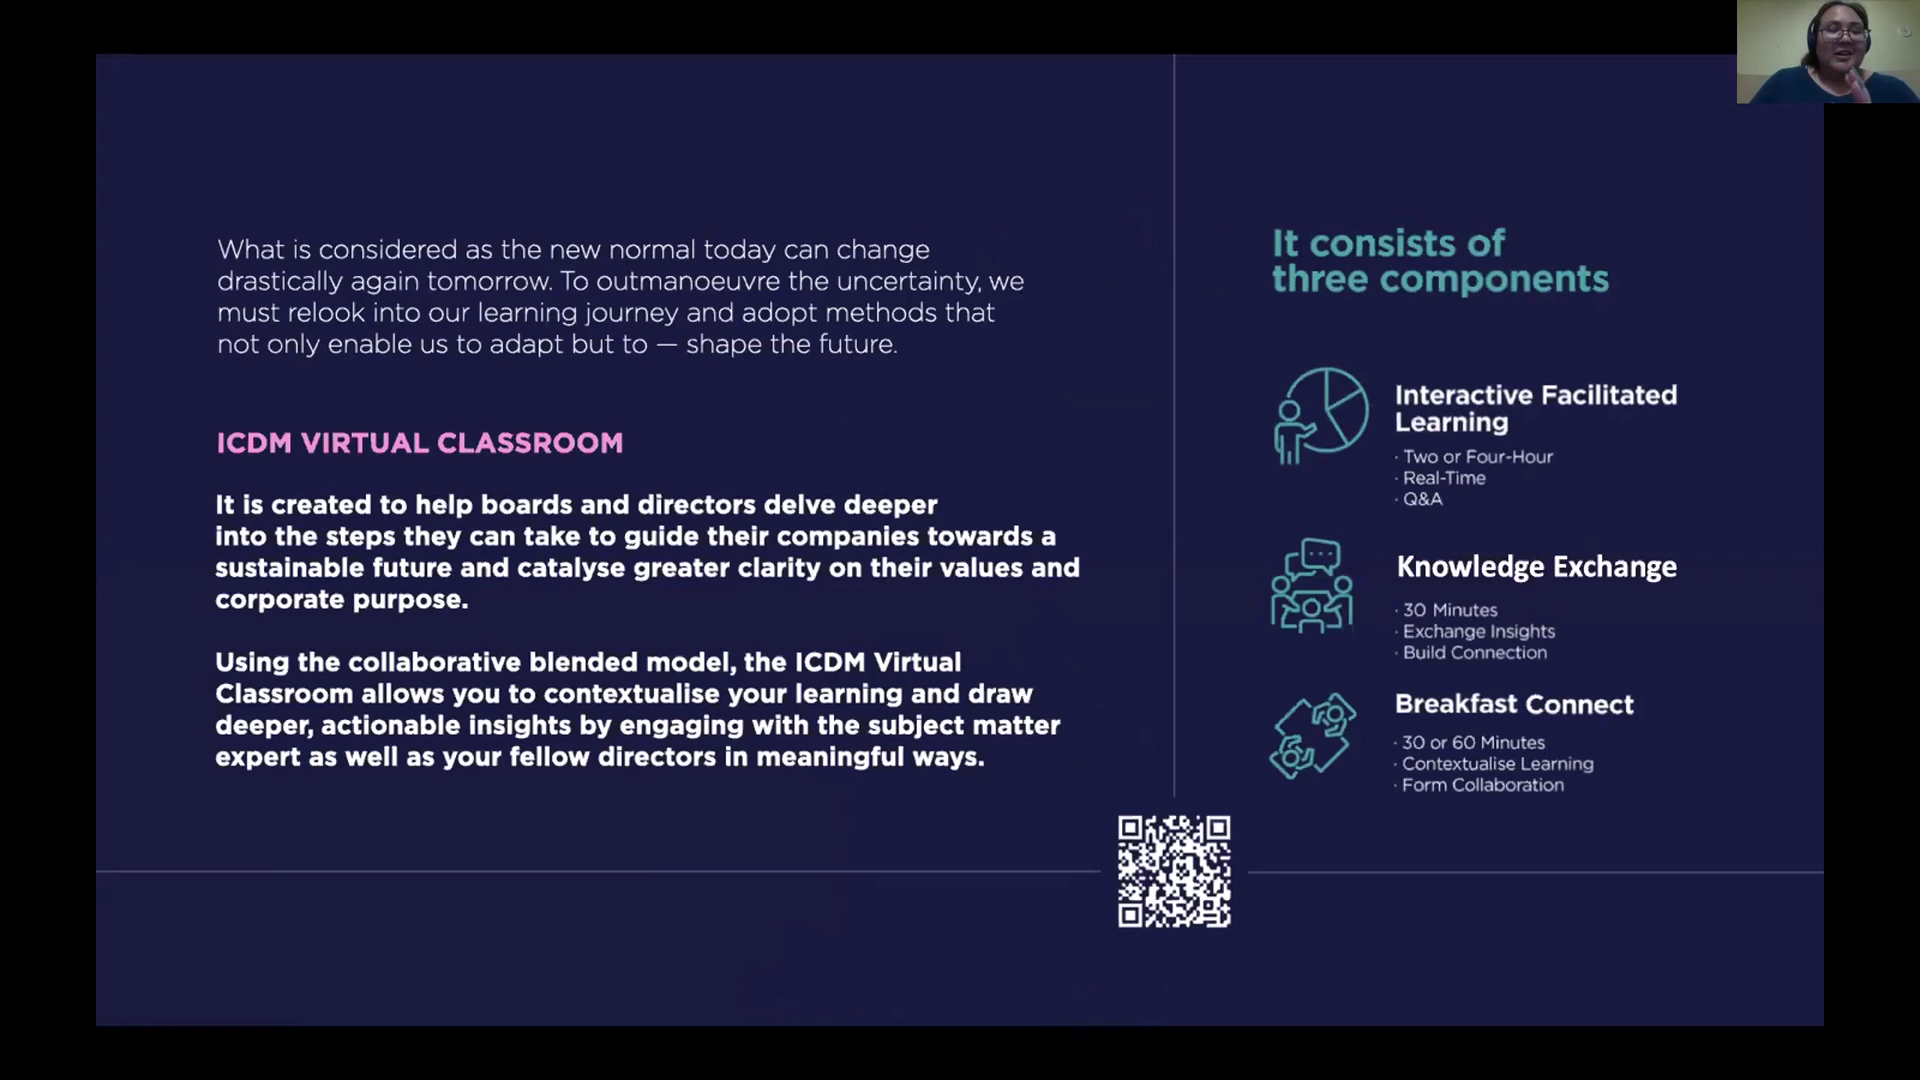 What is considered as the new normal today can change
drastically again tomorrow. To outmanoeuvre the uncertainty, we
must relook into our learning journey and adopt methods that
not only enable us to adapt but to — shape the future.
ICDM VIRTUAL CLASSROOM
It is created to help boards and directors delve deeper
into the steps they can take to guide their companies towards a
sustainable future and catalyse greater clarity on their values and
corporate purpose.
Using the collaborative blended model, the ICDM Virtual
Classroom allows you to contextualise your learning and draw
deeper, actionable insights by engaging with the subject matter
expert as well as your fellow directors in meaningful ways.
It consists of
three components
Interactive Facilitated
Learning
· Two or Four-Hour
· Real-Time
· Q&A
Knowledge Exchange
· 30 Minutes
· Exchange Insights
· Build Connection
Breakfast Connect
· 30 or 60 Minutes
· Contextualise Learning
· Form Collaboration